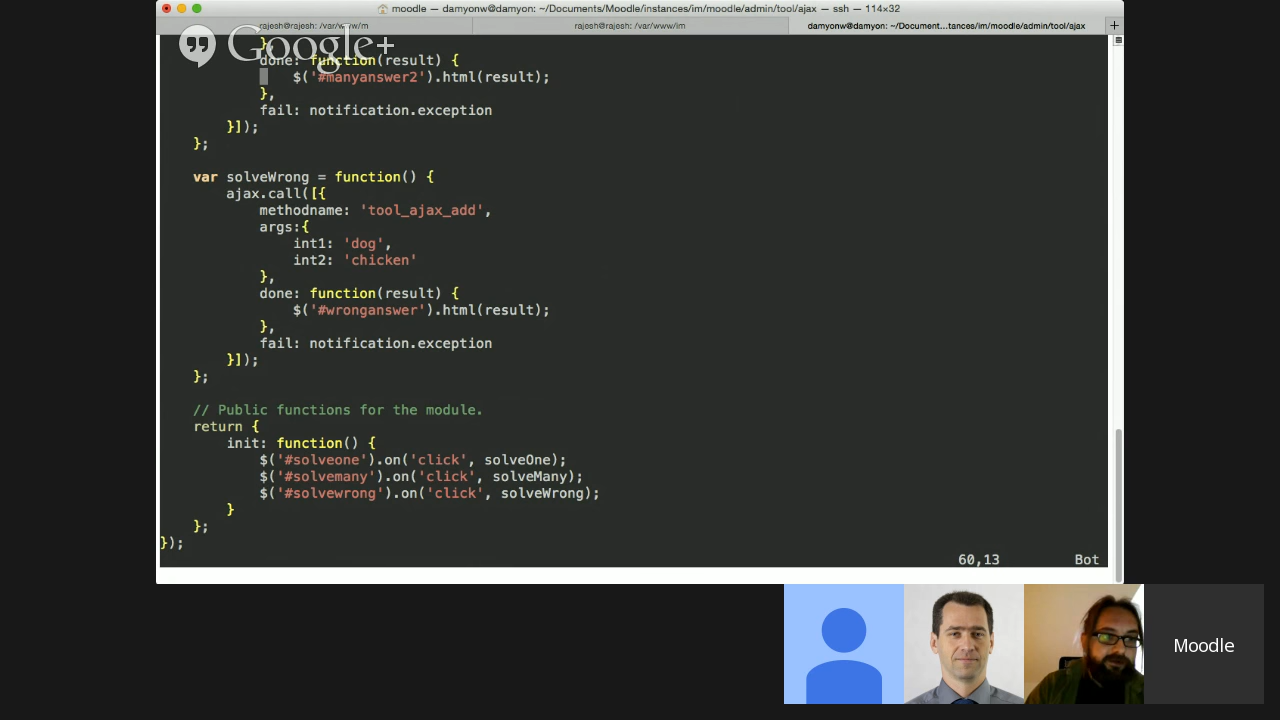 moodle — damyonw@damyon: ~/Documents/Moodle/instances/im/moodle/admin/tool/ajax — ssh — 114×32
rajesh@rajesh: /var/www/m
rajesh@rajesh: /var/www/im
damyonw@damyon: ~/Document...tances/im/moodle/admin/tool/ajax
Google+
},
done: function(result) {
$('#manyanswer2').html(result);
},
fail: notification.exception
}]);
};
var solveWrong = function() {
ajax.call([{
methodname: 'tool_ajax_add',
args:{
int1: 'dog',
int2: 'chicken'
},
done: function(result) {
$('#wronganswer').html(result);
},
fail: notification.exception
}]);
};
// Public functions for the module.
return {
init: function() {
$('#solveone').on('click', solveOne);
$('#solvemany').on('click', solveMany);
$('#solvewrong').on('click', solveWrong);
}
};
});
60,13 Bot
Moodle